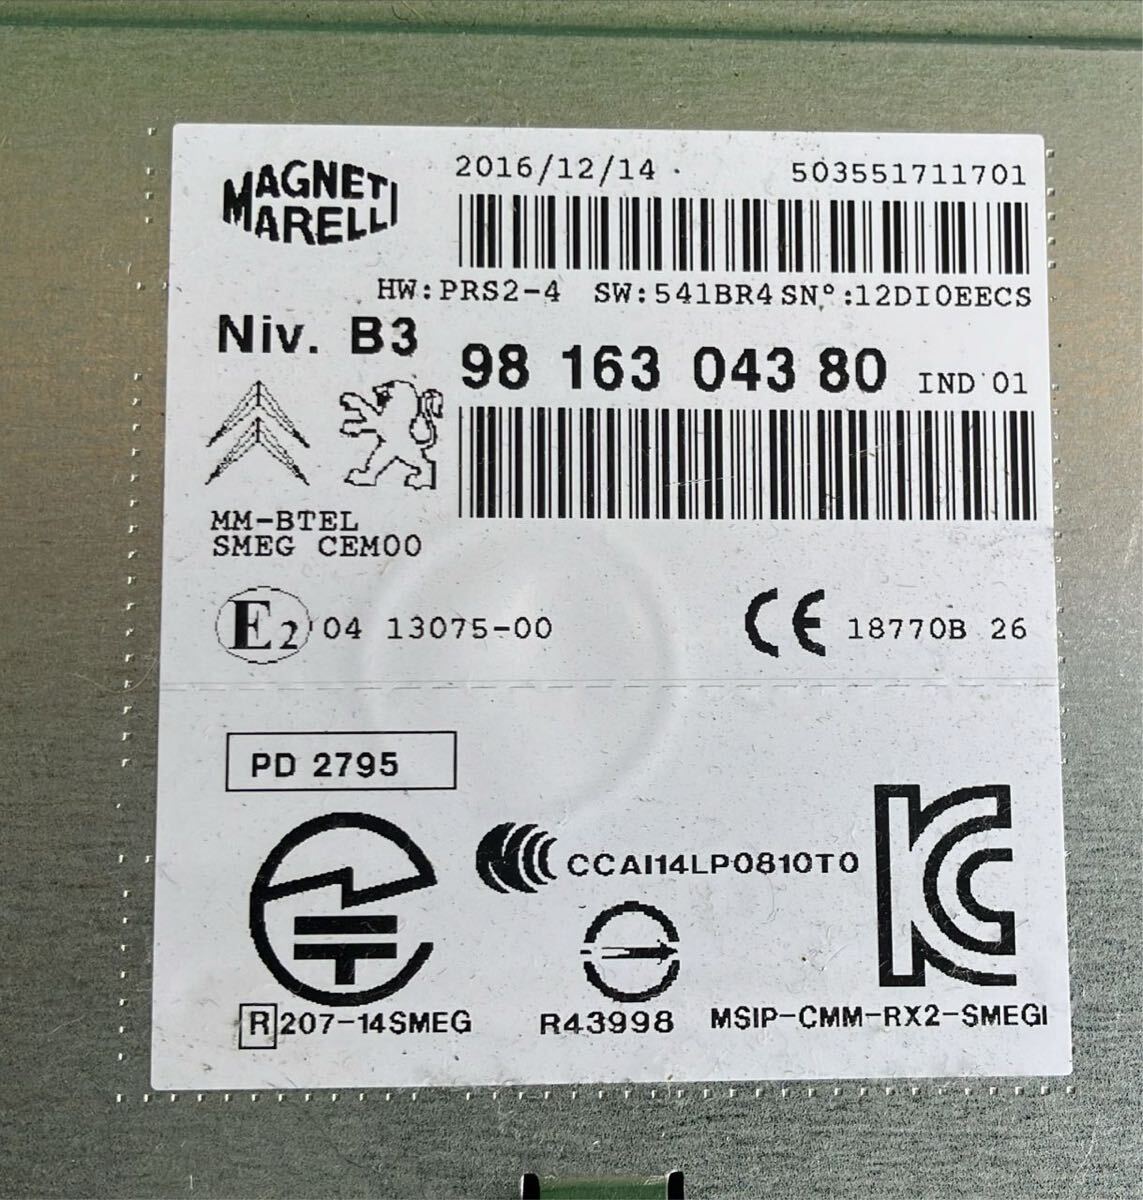 MAGNETI
MARELLI
2016/12/14 503551711701
HW:PRS2-4 SW:541BR4 SN°:12DI0EECS
Niv. B3
98 163 043 80 IND 01
MM-BTEL
SMEG CEM00
E2 04 13075-00
CE 18770B 26
PD 2795
CCC CCAI14LP0810T0
R 207-14SMEG
R43998
KC
MSIP-CMM-RX2-SMEGI